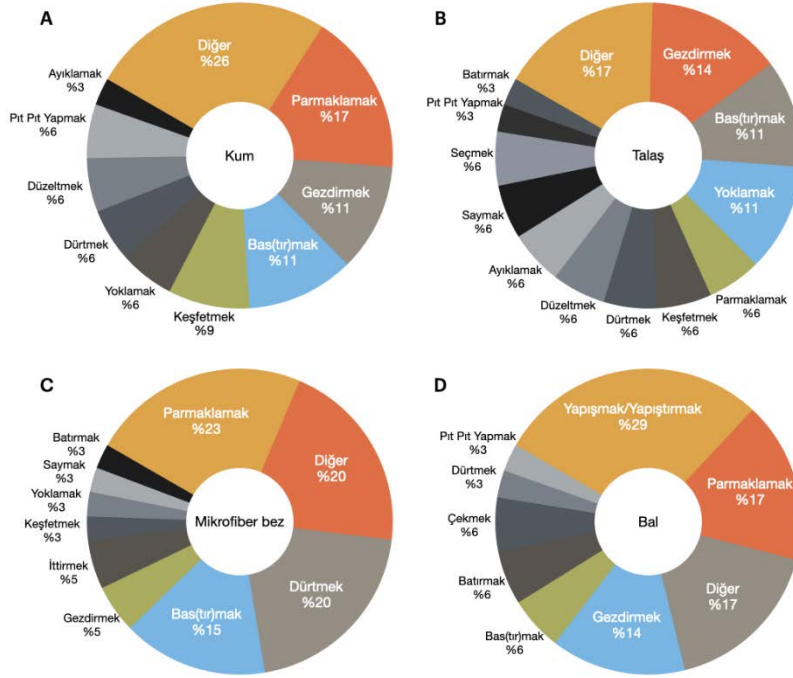 A
Kum
Diğer
%26
Parmaklamak
%17
Gezdirmek
%11
Bas(tır)mak
%11
Keşfetmek
%9
Yoklamak
%6
Dürtmek
%6
Düzeltmek
%6
Pıt Pıt Yapmak
%6
Ayıklamak
%3
B
Talaş
Diğer
%17
Gezdirmek
%14
Bas(tır)mak
%11
Yoklamak
%11
Parmaklamak
%6
Keşfetmek
%6
Dürtmek
%6
Düzeltmek
%6
Ayıklamak
%6
Saymak
%6
Seçmek
%6
Pıt Pıt Yapmak
%3
Batırmak
%3
C
Mikrofiber bez
Parmaklamak
%23
Diğer
%20
Dürtmek
%20
Bas(tır)mak
%15
Gezdirmek
%5
İttirmek
%5
Keşfetmek
%3
Yoklamak
%3
Saymak
%3
Batırmak
%3
D
Bal
Yapışmak/Yapıştırmak
%29
Parmaklamak
%17
Diğer
%17
Gezdirmek
%14
Bas(tır)mak
%6
Batırmak
%6
Çekmek
%6
Dürtmek
%3
Pıt Pıt Yapmak
%3